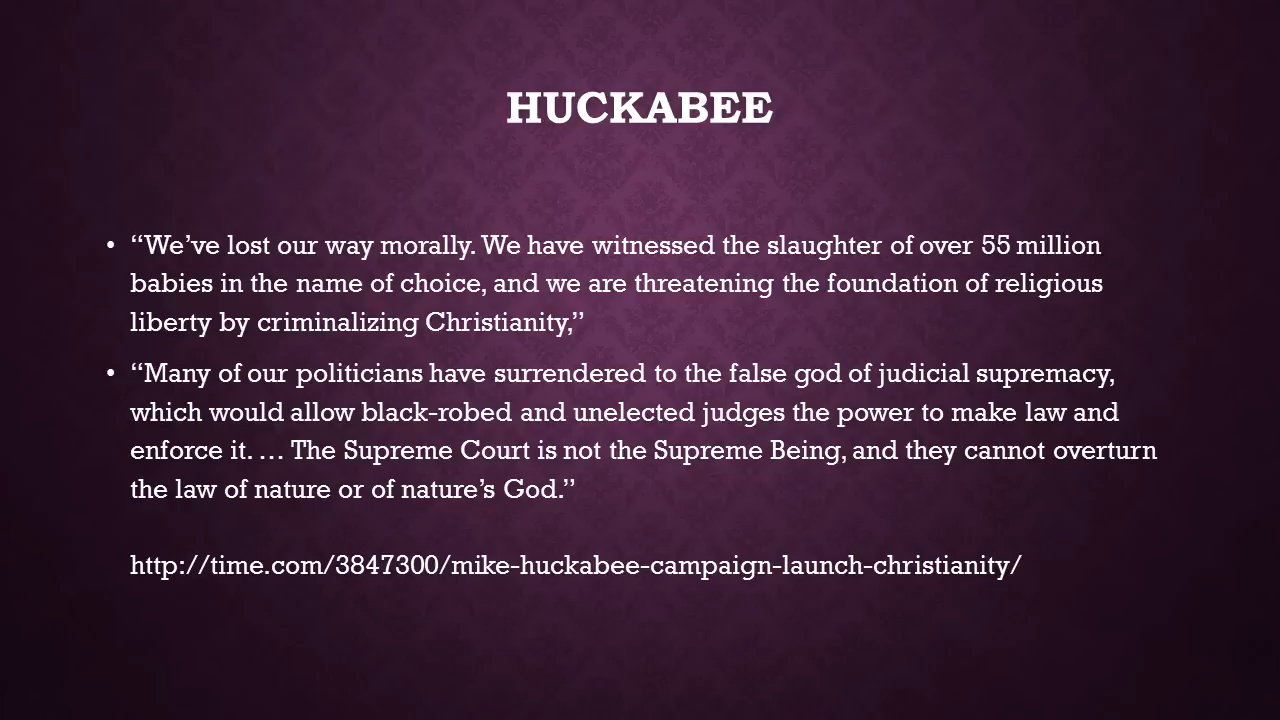 HUCKABEE
• “We’ve lost our way morally. We have witnessed the slaughter of over 55 million
babies in the name of choice, and we are threatening the foundation of religious
liberty by criminalizing Christianity,”
• “Many of our politicians have surrendered to the false god of judicial supremacy,
which would allow black-robed and unelected judges the power to make law and
enforce it. … The Supreme Court is not the Supreme Being, and they cannot overturn
the law of nature or of nature’s God.”
http://time.com/3847300/mike-huckabee-campaign-launch-christianity/